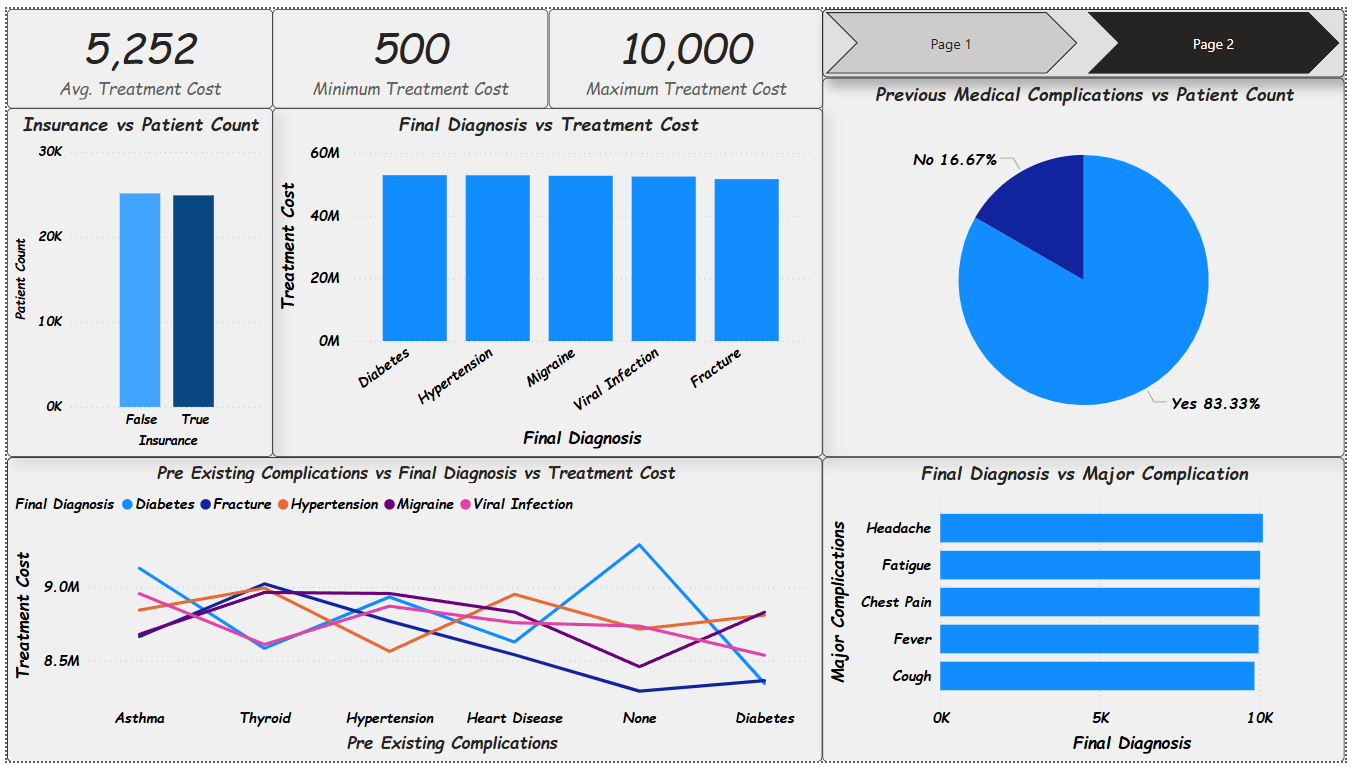 5,252
Avg. Treatment Cost
500
Minimum Treatment Cost
10,000
Maximum Treatment Cost
Page 1
Page 2
Insurance vs Patient Count
Patient Count
30K
20K
10K
0K
False True
Insurance
Final Diagnosis vs Treatment Cost
Treatment Cost
60M
40M
20M
0M
Diabetes
Hypertension
Migraine
Viral Infection
Fracture
Final Diagnosis
Previous Medical Complications vs Patient Count
No 16.67%
Yes 83.33%
Pre Existing Complications vs Final Diagnosis vs Treatment Cost
Final Diagnosis Diabetes Fracture Hypertension Migraine Viral Infection
Treatment Cost
9.0M
8.5M
Asthma Thyroid Hypertension Heart Disease None Diabetes
Pre Existing Complications
Final Diagnosis vs Major Complication
Major Complications
Headache
Fatigue
Chest Pain
Fever
Cough
0K 5K 10K
Final Diagnosis